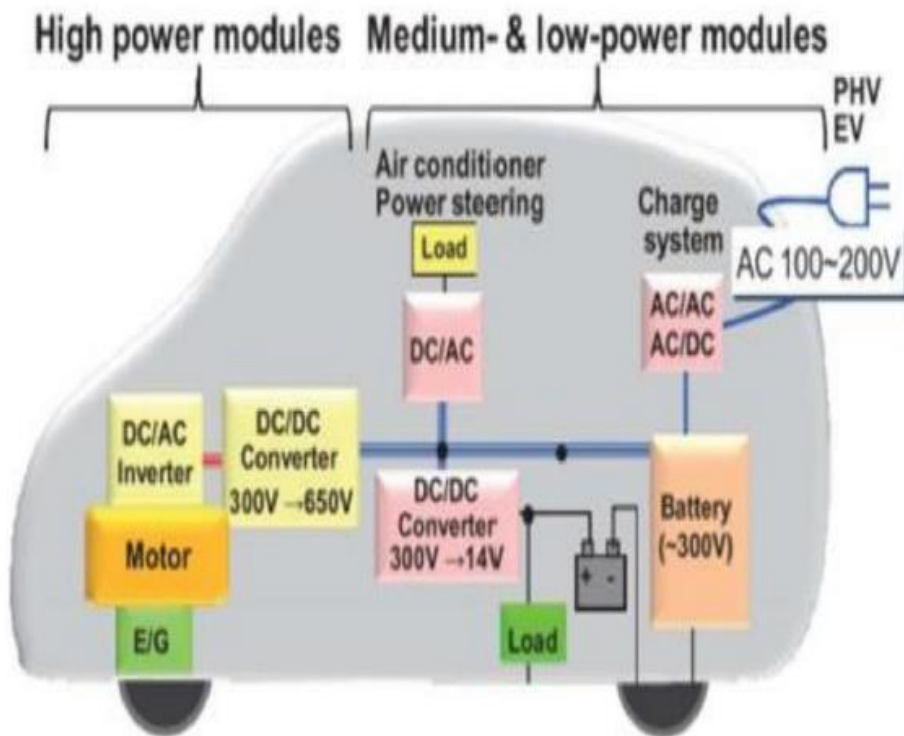 High power modules
Medium- & low-power modules
PHV
EV
Air conditioner
Power steering
Charge
system
AC 100~200V
Load
AC/AC
AC/DC
DC/AC
DC/AC
Inverter
DC/DC
Converter
300V →650V
DC/DC
Converter
300V →14V
Battery
(~300V)
+ -
Motor
E/G
Load